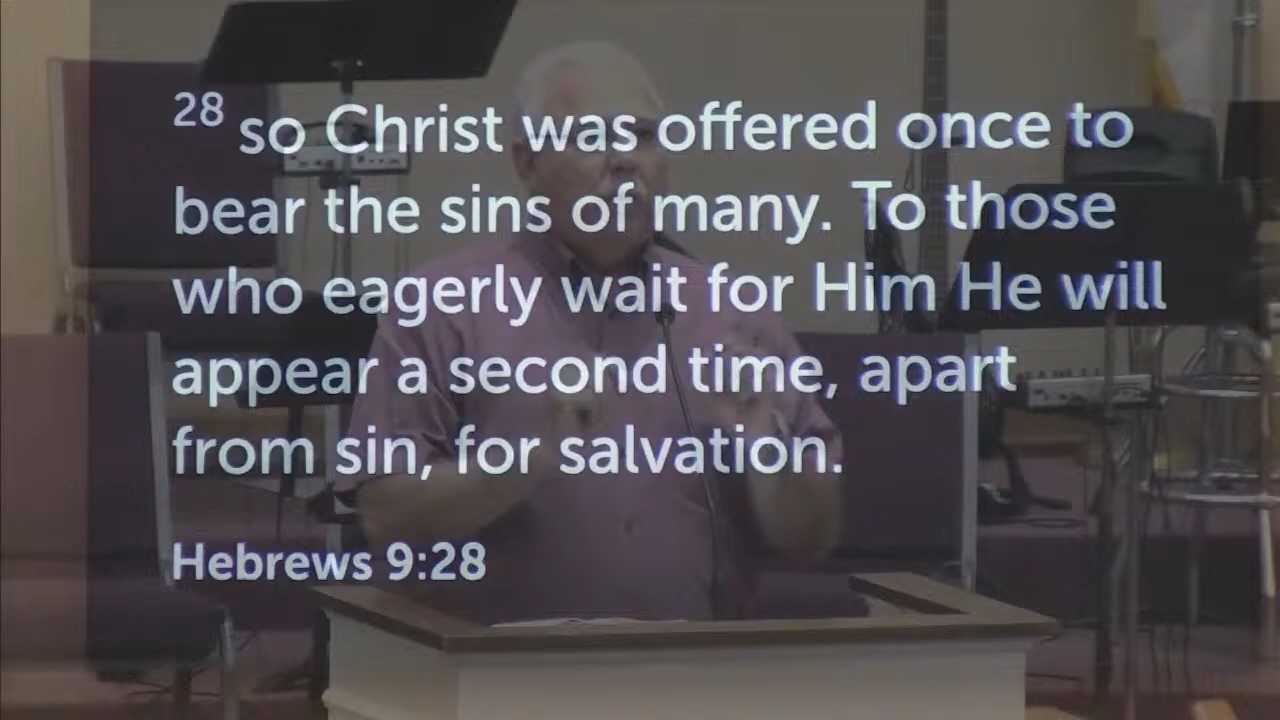 28 so Christ was offered once to
bear the sins of many. To those
who eagerly wait for Him He will
appear a second time, apart
from sin, for salvation.
Hebrews 9:28